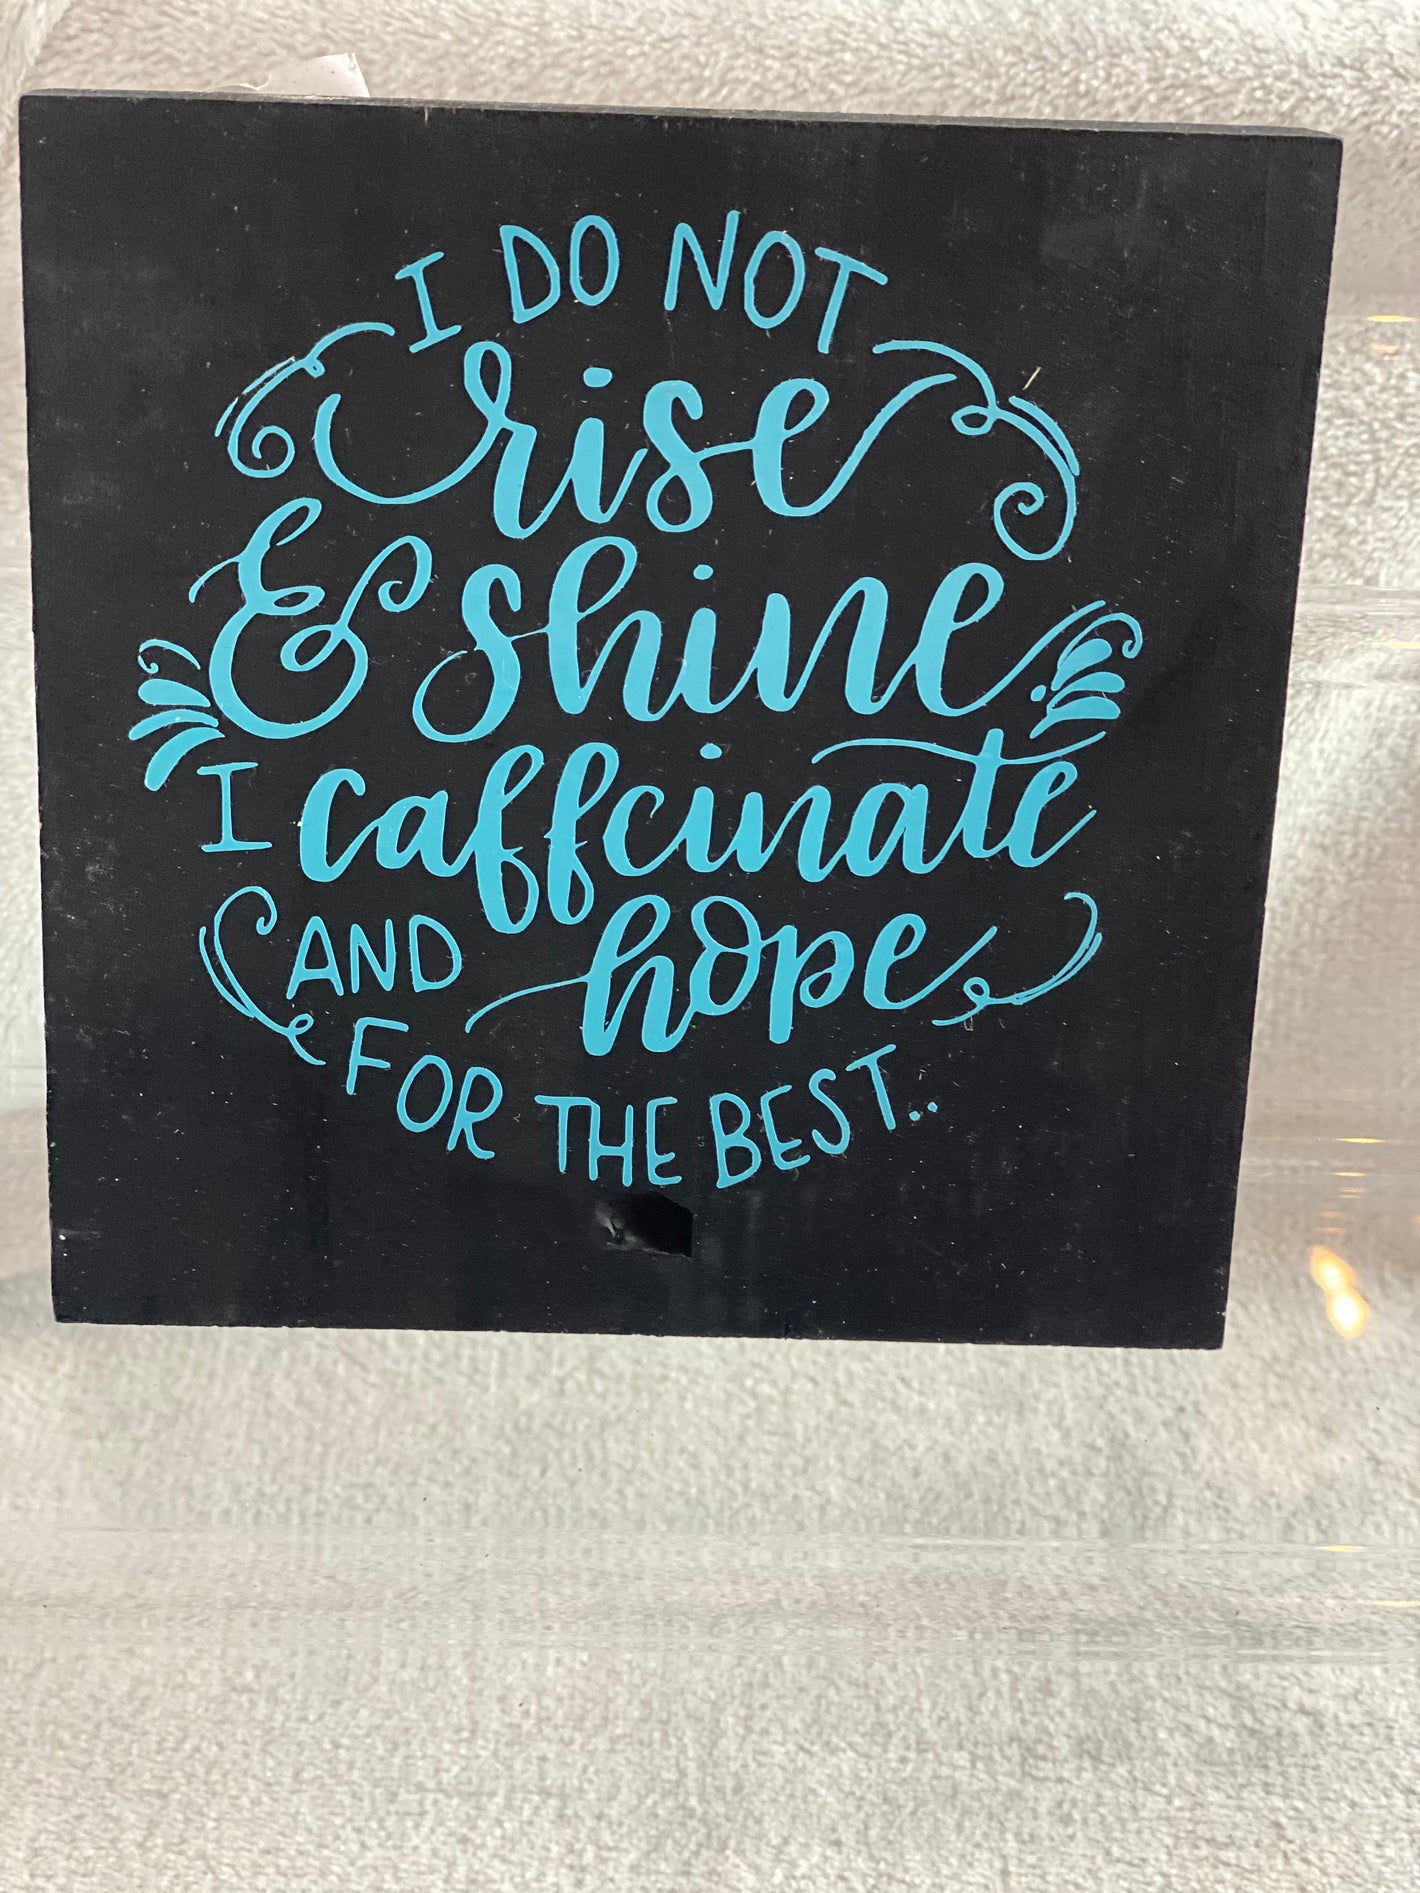 I DO NOT
rise
& shine
I caffeinate
AND hope
FOR THE BEST..